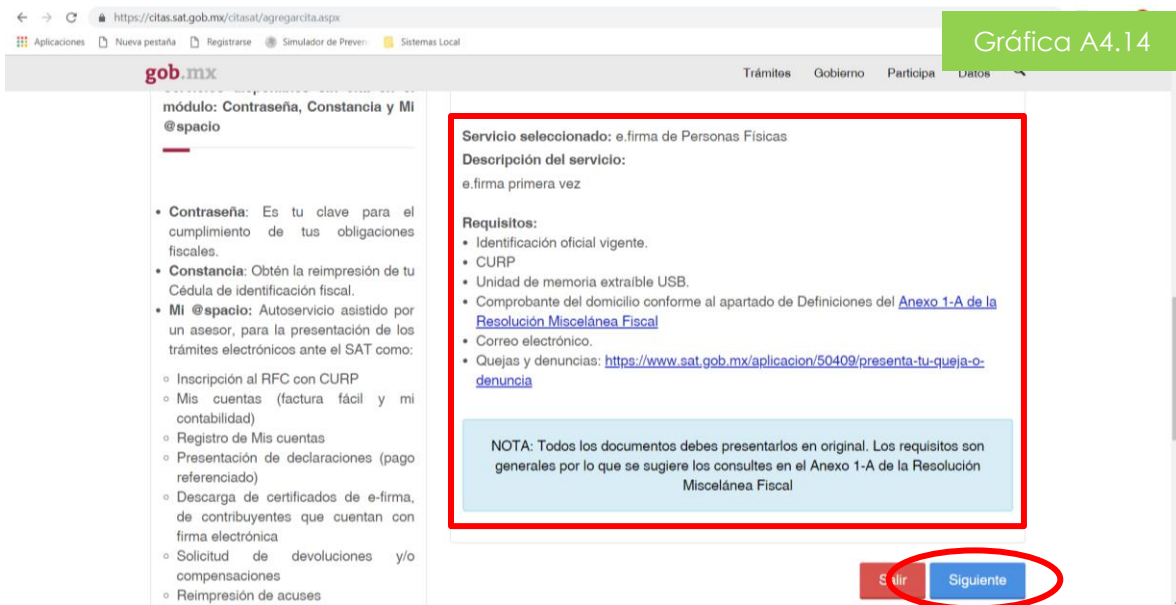 https://citas.sat.gob.mx/citasat/agregarcita.aspx
Aplicaciones Nueva pestaña Registrarse Simulador de Preven Sistemas Local
Gráfica A4.14
gob.mx
Trámites Gobierno Participa Datos
módulo: Contraseña, Constancia y Mi
@spacio
• Contraseña: Es tu clave para el
cumplimiento de tus obligaciones
fiscales.
• Constancia: Obtén la reimpresión de tu
Cédula de identificación fiscal.
• Mi @spacio: Autoservicio asistido por
un asesor, para la presentación de los
trámites electrónicos ante el SAT como:
◦ Inscripción al RFC con CURP
◦ Mis cuentas (factura fácil y mi
contabilidad)
◦ Registro de Mis cuentas
◦ Presentación de declaraciones (pago
referenciado)
◦ Descarga de certificados de e-firma,
de contribuyentes que cuentan con
firma electrónica
◦ Solicitud de devoluciones y/o
compensaciones
◦ Reimpresión de acuses
Servicio seleccionado: e.firma de Personas Físicas
Descripción del servicio:
e.firma primera vez
Requisitos:
• Identificación oficial vigente.
• CURP
• Unidad de memoria extraíble USB.
• Comprobante del domicilio conforme al apartado de Definiciones del Anexo 1-A de la
Resolución Miscelánea Fiscal
• Correo electrónico.
• Quejas y denuncias: https://www.sat.gob.mx/aplicacion/50409/presenta-tu-queja-o-
denuncia
NOTA: Todos los documentos debes presentarlos en original. Los requisitos son
generales por lo que se sugiere los consultes en el Anexo 1-A de la Resolución
Miscelánea Fiscal
Salir Siguiente